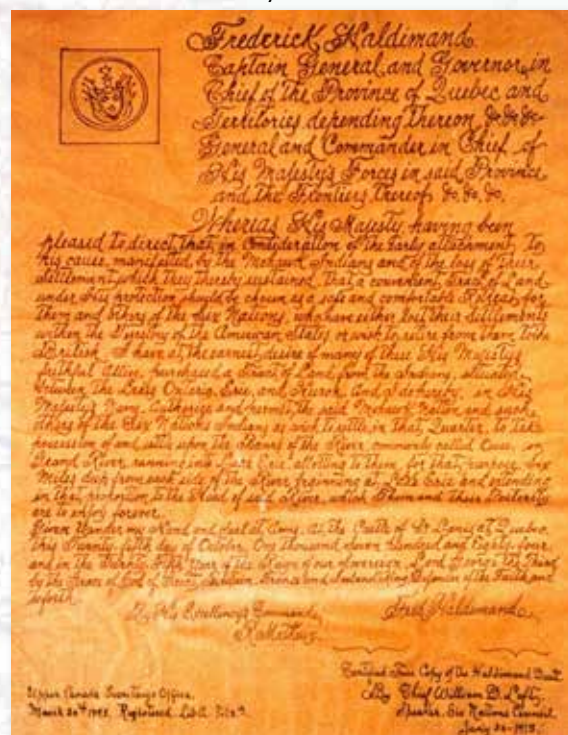 Frederick Haldimand
Captain General and Governor in
Chief of the Province of Quebec and
Territories depending thereon &c &c &c
General and Commander in Chief of
His Majesty's Forces in said Province
and the Frontiers thereof &c. &c. &c.
Whereas His Majesty having been
pleased to direct that in Consideration of the early attachment to
his cause manifested by the Mohawk Indians and of the loss of their
settlement which they thereby sustained that a convenient Tract of Land
under His protection should be chosen as a safe and comfortable Retreat for
them and others of the Six Nations who have either lost their settlements
within the Territory of the American States or wish to retire from them to the
British I have at the earnest desire of many of these His Majesty's
faithful Allies purchased a Tract of Land from the Indians situated
between the Lakes Ontario, Erie and Huron and I do hereby in His
Majesty's name authorize and permit the said Mohawk Nation and such
others of the Six Nations Indians as wish to settle in that Quarter to take
possession of and settle upon the Banks of the River commonly called Ouse or
Grand River running into Lake Erie allotting to them for that purpose Six
Miles deep from each side of the River beginning at Lake Erie and extending
in that proportion to the Head of said River, which Them and Their Posterity
are to enjoy forever.
Given Under my Hand and Seal at Arms at the Castle of St Lewis at Quebec
this Twenty fifth day of October One thousand seven hundred and Eighty four
and in the Twenty Fifth Year of the Reign of our Sovereign Lord George The Third
by the Grace of God of Great Britain France and Ireland King Defender of the Faith and
soforth.
By His Excellency's Command
Fred Haldimand
R. Mathews
Certified True Copy of the Haldimand
By Chief William D. Loft
Speaker, Six Nations Council
Upper Canada Secretary's Office.
March 20th Registered